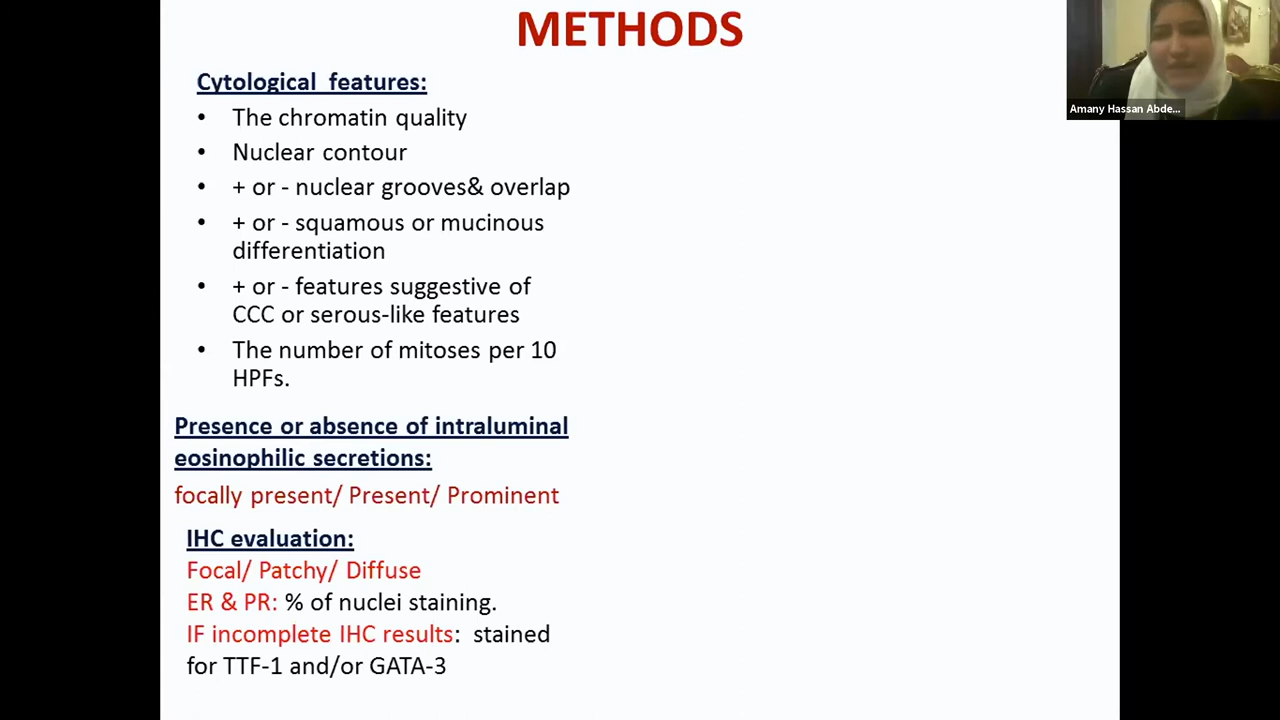 METHODS
Cytological features:
• The chromatin quality
• Nuclear contour
• + or - nuclear grooves& overlap
• + or - squamous or mucinous
differentiation
• + or - features suggestive of
CCC or serous-like features
• The number of mitoses per 10
HPFs.
Presence or absence of intraluminal
eosinophilic secretions:
focally present/ Present/ Prominent
IHC evaluation:
Focal/ Patchy/ Diffuse
ER & PR: % of nuclei staining.
IF incomplete IHC results: stained
for TTF-1 and/or GATA-3
Amany Hassan Abde...